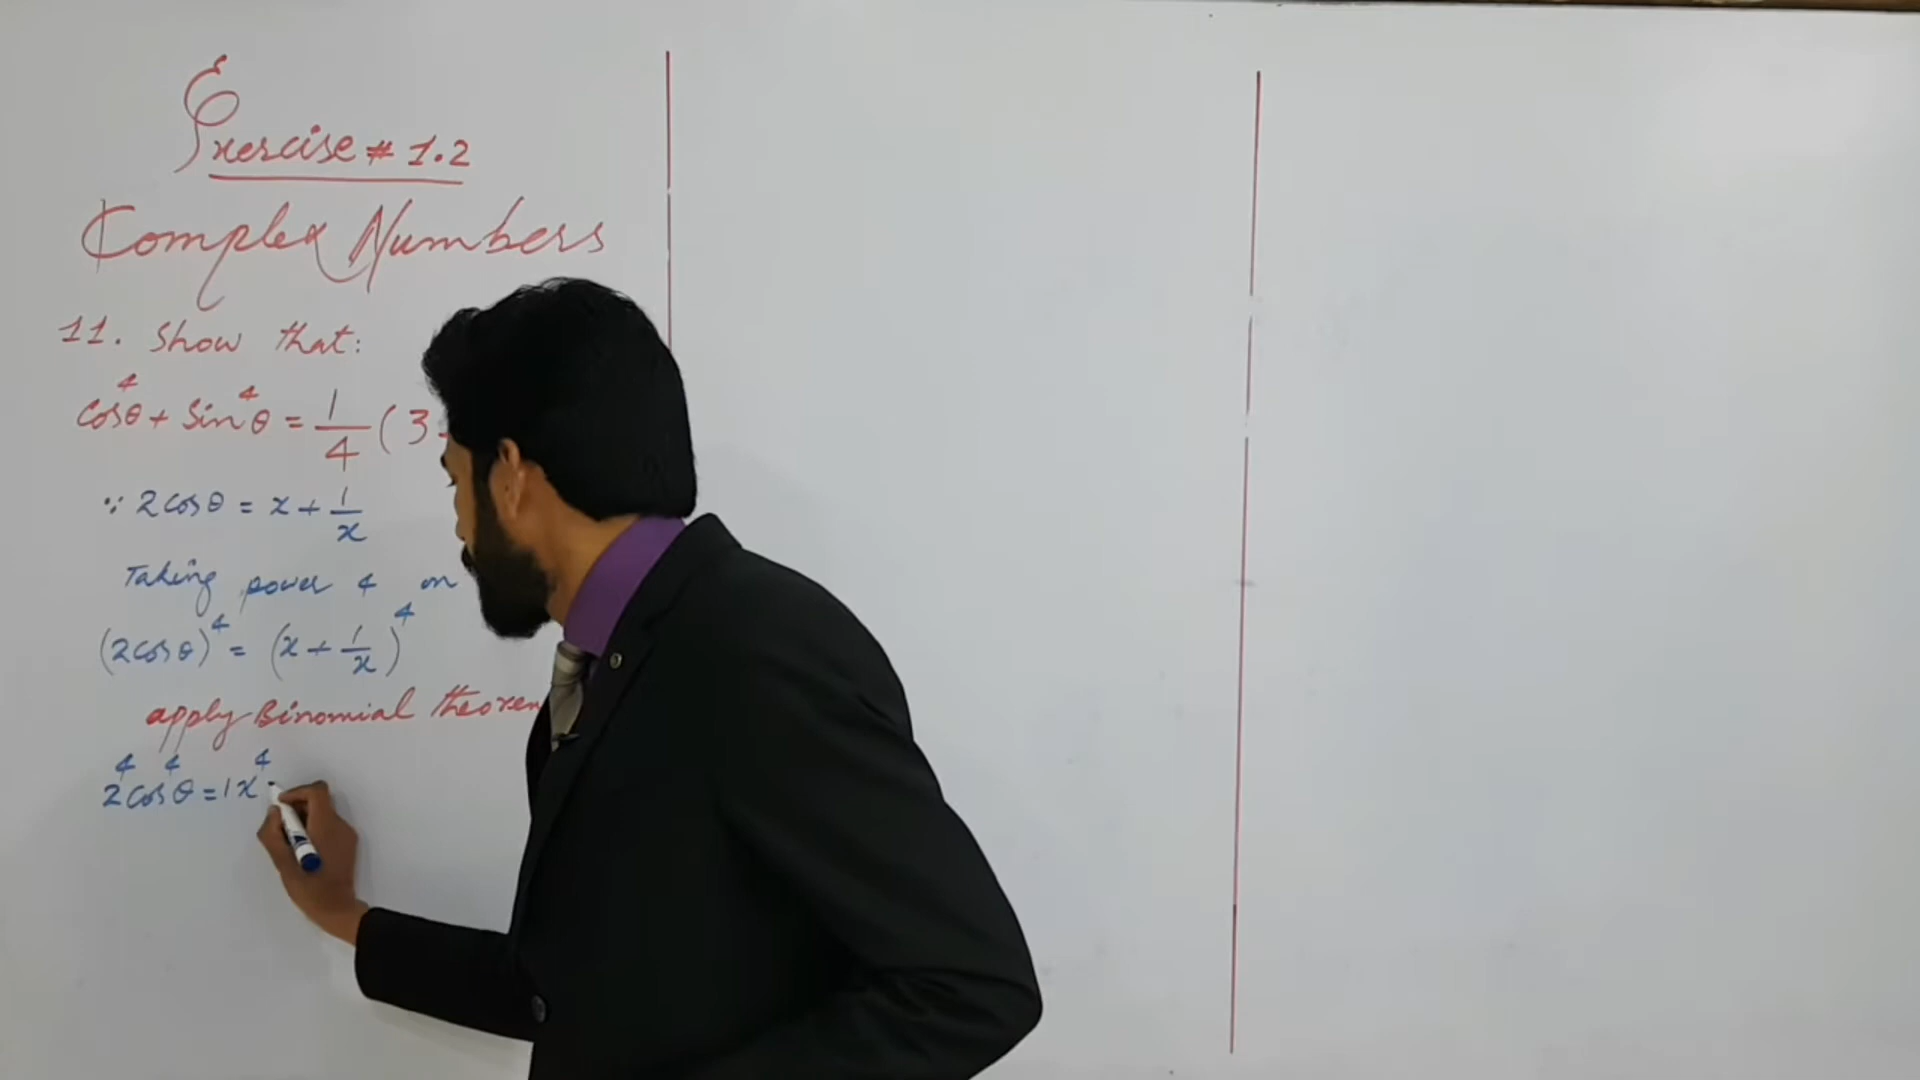 Exercise # 1.2
Complex Numbers
11. Show that:
cos⁴θ + Sin⁴θ = 1/4 (3
∵ 2cosθ = x + 1/x
Taking power 4 on
(2cosθ)⁴ = (x + 1/x)⁴
apply Binomial theorem
2⁴cos⁴θ = 1x⁴